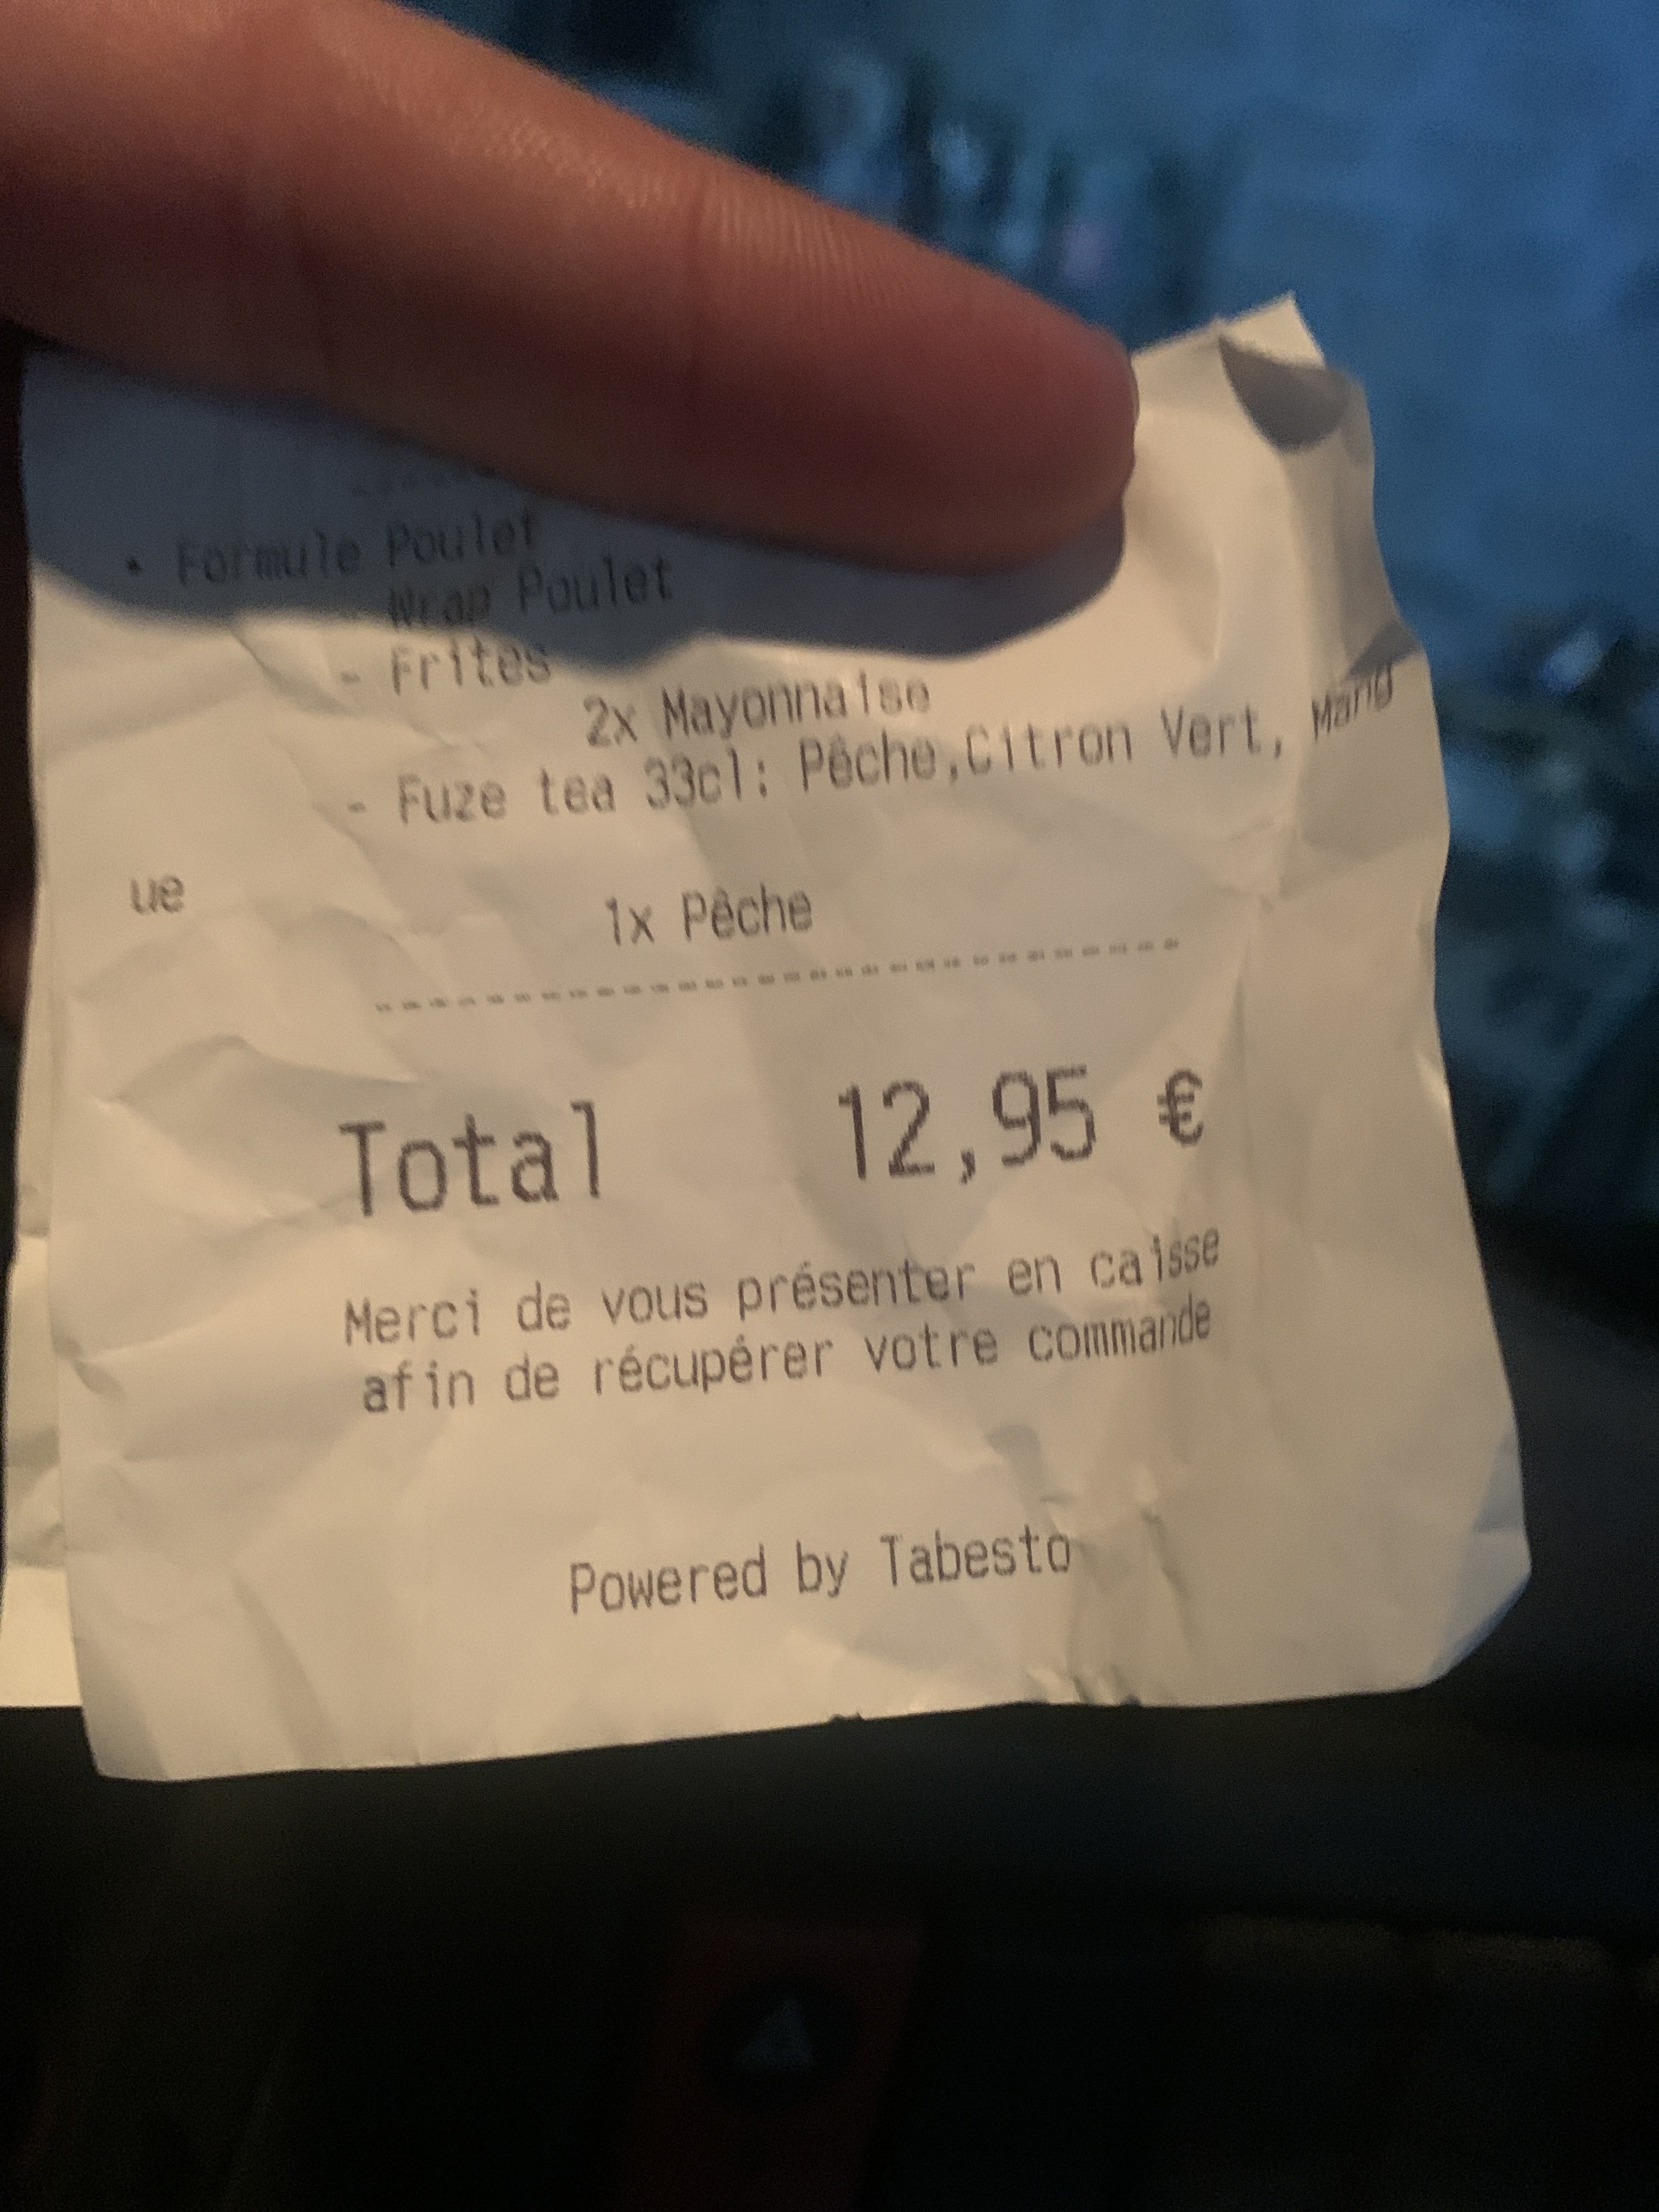 • Formule Poulet
- Wrap Poulet
- Frites
2x Mayonnaise
- Fuze tea 33cl: Pêche,Citron Vert, Mang
ue
1x Pêche
--------------------------------
Total 12,95 €
Merci de vous présenter en caisse
afin de récupérer votre commande
Powered by Tabesto